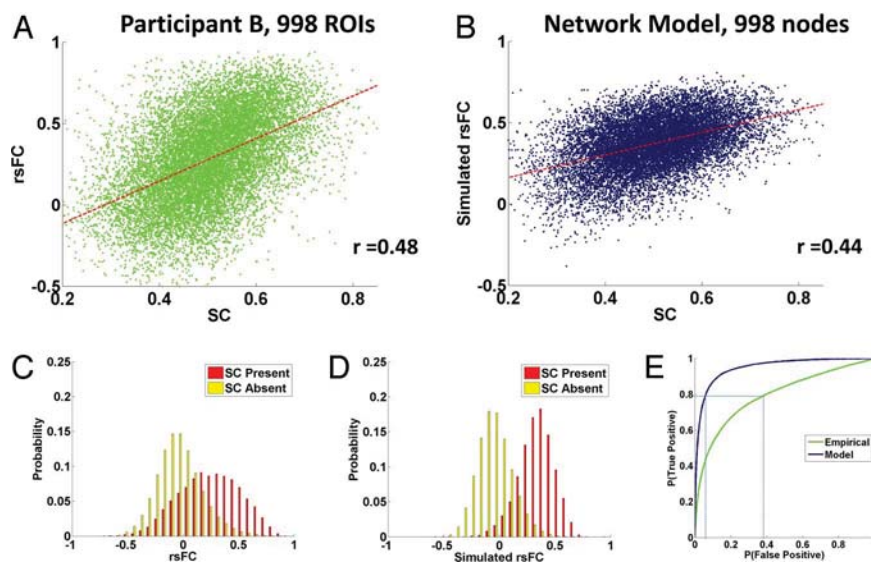 A
Participant B, 998 ROIs
1
0.5
0
-0.5
rsFC
0.2
0.4
0.6
0.8
SC
r =0.48
B
Network Model, 998 nodes
1
0.5
0
-0.5
Simulated rsFC
0.2
0.4
0.6
0.8
SC
r=0.44
C
0.25
0.2
0.15
0.1
0.05
0
Probability
SC Present
SC Absent
-1
-0.5
0
0.5
1
rsFC
D
0.25
0.2
0.15
0.1
0.05
0
Probability
SC Present
SC Absent
-1
-0.5
0
0.5
1
Simulated rsFC
E
1
0.8
0.6
0.4
0.2
0
P(True Positive)
Empirical
Model
0
0.2
0.4
0.6
0.8
P(False Positive)